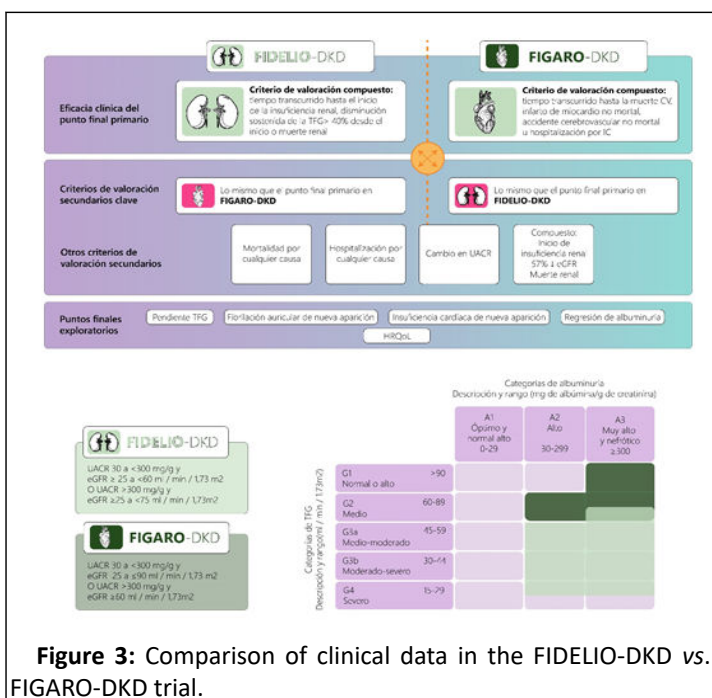 FIDELIO-DKD
FIGARO-DKD
Eficacia clínica del
punto final primario
Criterio de valoración compuesto:
tiempo transcurrido hasta el inicio
de la insuficiencia renal, disminución
sostenida de la TFG> 40% desde el
inicio o muerte renal
Criterio de valoración compuesto:
tiempo transcurrido hasta la muerte CV,
infarto de miocardio no mortal,
accidente cerebrovascular no mortal
u hospitalización por IC
Criterios de valoración
secundarios clave
Lo mismo que el punto final primario en
FIGARO-DKD
Lo mismo que el punto final primario en
FIDELIO-DKD
Otros criterios de
valoración secundarios
Mortalidad por
cualquier causa
Hospitalización por
cualquier causa
Cambio en UACR
Compuesto:
Inicio de
insuficiencia renal
57% ↓ eGFR
Muerte renal
Puntos finales
exploratorios
Pendiente TFG
Fibrilación auricular de nueva aparición
Insuficiencia cardíaca de nueva aparición
Regresión de albuminuria
HRQoL
Categorías de albuminuria
Descripción y rango (mg de albúmina/g de creatinina)
A1
Óptimo y
normal alto
0-29
A2
Alto
30-299
A3
Muy alto
y nefrótico
≥300
Categorías de TFG
Descripción y rango(ml / min / 1,73m2)
G1 >90
Normal o alto
G2 60-89
Medio
G3a 45-59
Medio-moderado
G3b 30-44
Moderado-severo
G4 15-29
Severo
FIDELIO-DKD
UACR 30 a <300 mg/g y
eGFR ≥ 25 a <60 ml / min / 1,73 m2
O UACR >300 mg/g y
eGFR ≥25 a <75 ml / min / 1,73m2
FIGARO-DKD
UACR 30 a <300 mg/g y
eGFR 25 a ≤90 ml / min / 1,73 m2
O UACR >300 mg/g y
eGFR ≥60 ml / min / 1,73m2
Figure 3: Comparison of clinical data in the FIDELIO-DKD vs.
FIGARO-DKD trial.